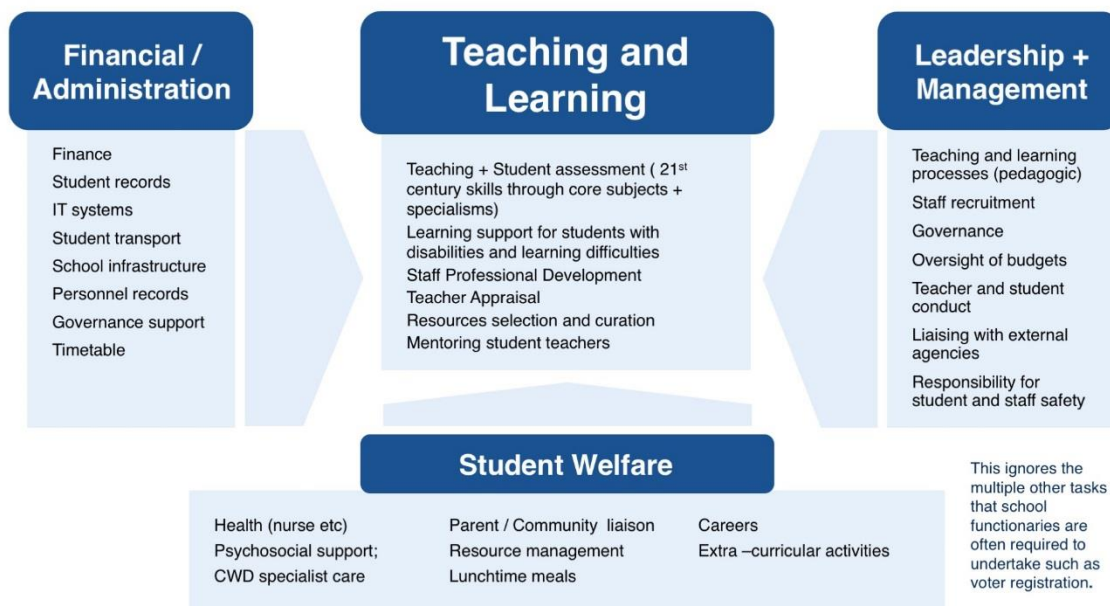 Financial /
Administration
Finance
Student records
IT systems
Student transport
School infrastructure
Personnel records
Governance support
Timetable
Teaching and
Learning
Teaching + Student assessment ( 21st
century skills through core subjects +
specialisms)
Learning support for students with
disabilities and learning difficulties
Staff Professional Development
Teacher Appraisal
Resources selection and curation
Mentoring student teachers
Leadership +
Management
Teaching and learning
processes (pedagogic)
Staff recruitment
Governance
Oversight of budgets
Teacher and student
conduct
Liaising with external
agencies
Responsibility for
student and staff safety
Student Welfare
Health (nurse etc)
Psychosocial support;
CWD specialist care
Parent / Community liaison
Resource management
Lunchtime meals
Careers
Extra –curricular activities
This ignores the
multiple other tasks
that school
functionaries are
often required to
undertake such as
voter registration.